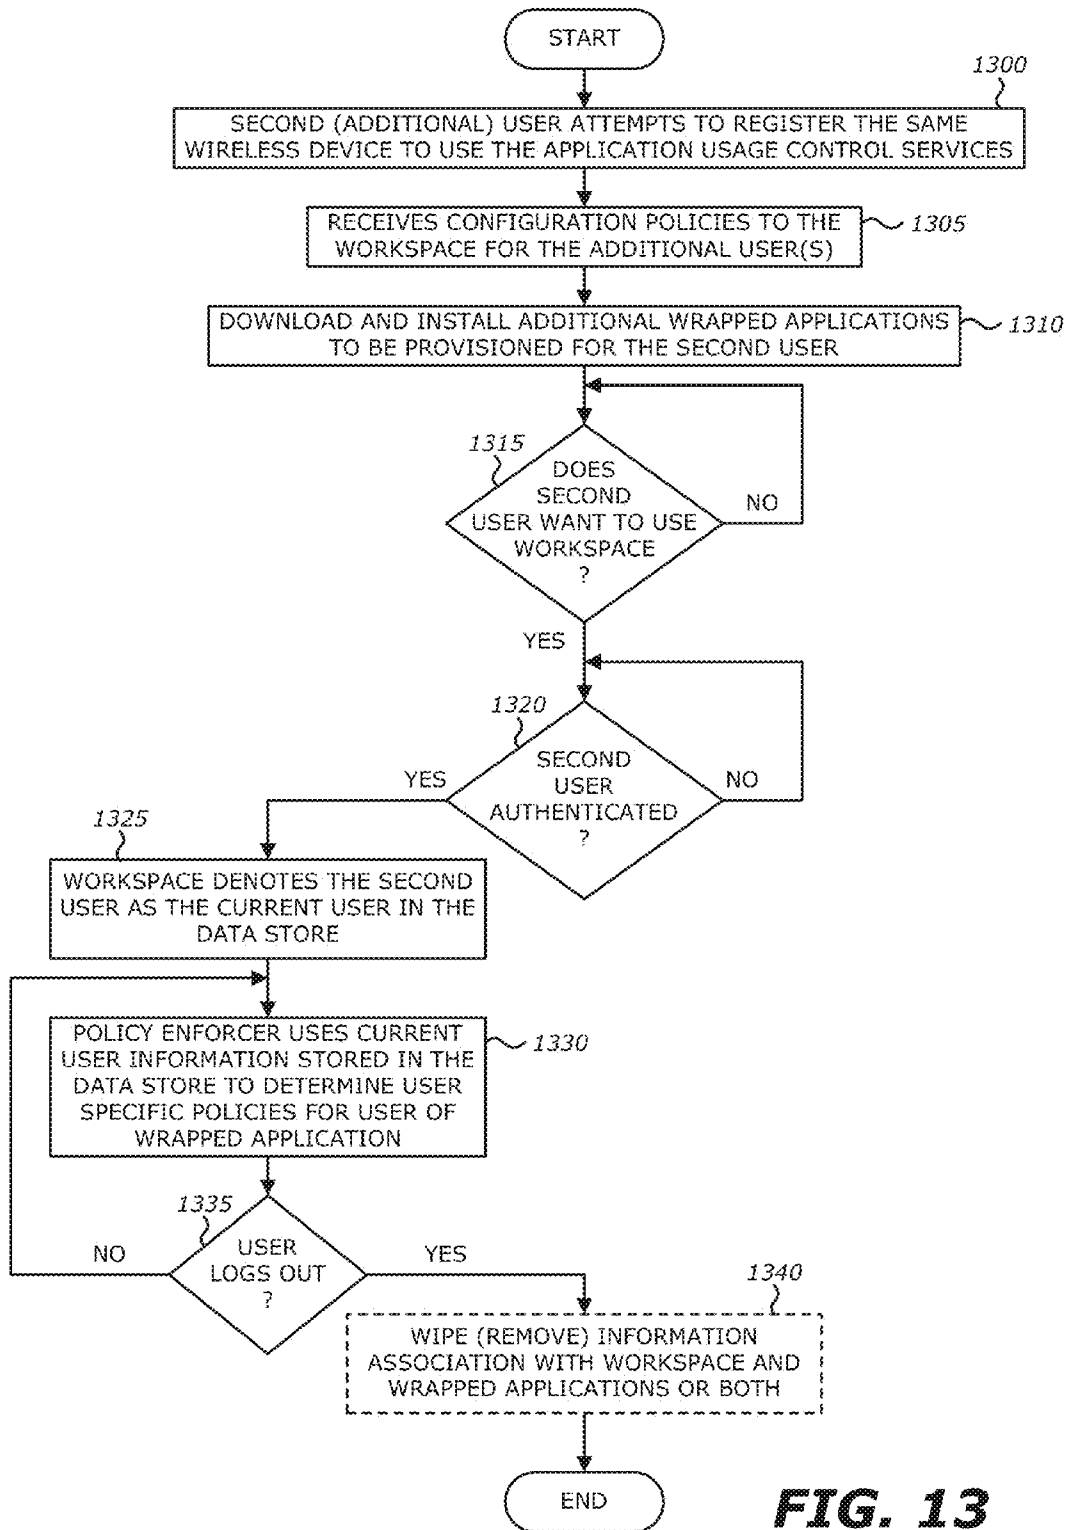 START
1300
SECOND (ADDITIONAL) USER ATTEMPTS TO REGISTER THE SAME
WIRELESS DEVICE TO USE THE APPLICATION USAGE CONTROL SERVICES
RECEIVES CONFIGURATION POLICIES TO THE
WORKSPACE FOR THE ADDITIONAL USER(S)
1305
DOWNLOAD AND INSTALL ADDITIONAL WRAPPED APPLICATIONS
TO BE PROVISIONED FOR THE SECOND USER
1310
1315
DOES
SECOND
USER WANT TO USE
WORKSPACE
?
NO
YES
1320
SECOND
USER
AUTHENTICATED
?
YES
NO
1325
WORKSPACE DENOTES THE SECOND
USER AS THE CURRENT USER IN THE
DATA STORE
POLICY ENFORCER USES CURRENT
USER INFORMATION STORED IN THE
DATA STORE TO DETERMINE USER
SPECIFIC POLICIES FOR USER OF
WRAPPED APPLICATION
1330
1335
USER
LOGS OUT
?
NO
YES
1340
WIPE (REMOVE) INFORMATION
ASSOCIATION WITH WORKSPACE AND
WRAPPED APPLICATIONS OR BOTH
END
FIG. 13